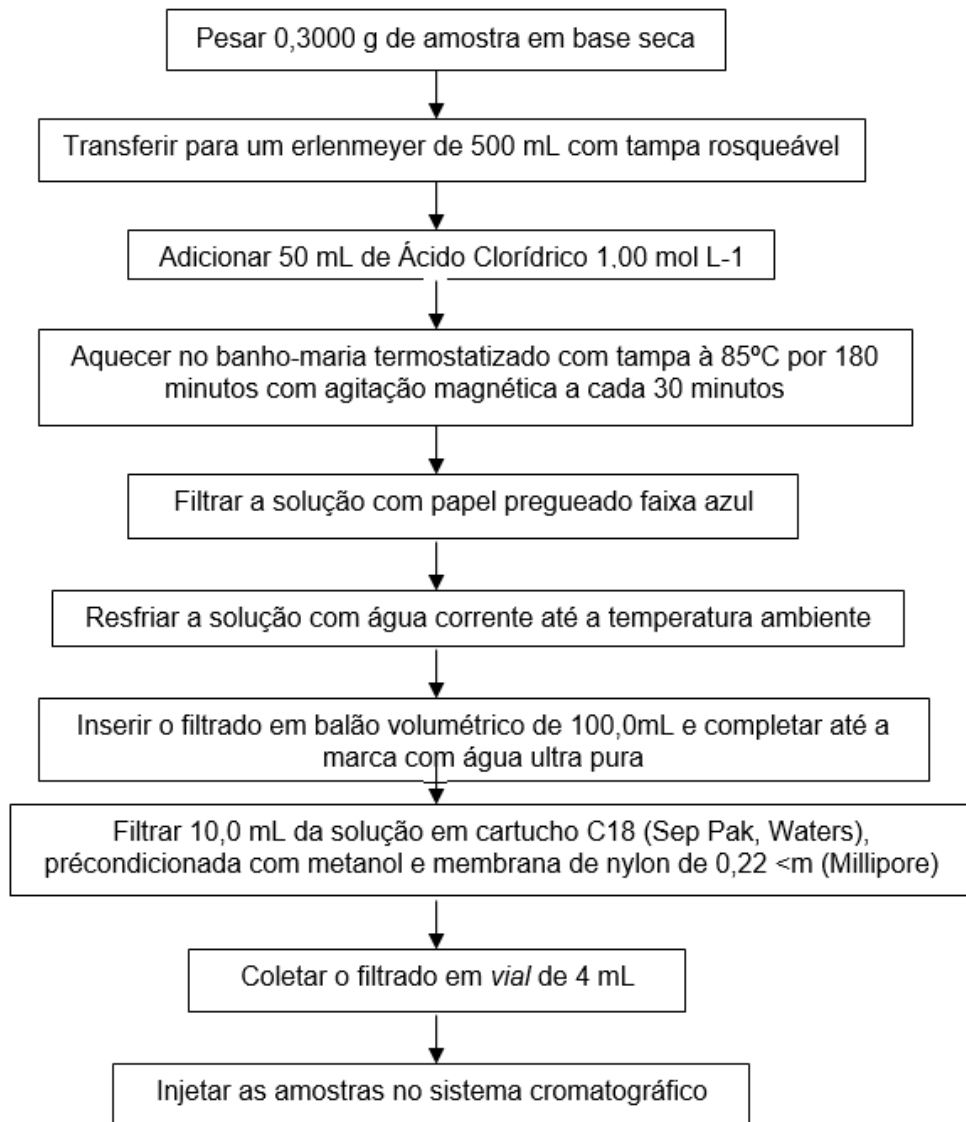 Pesar 0,3000 g de amostra em base seca
Transferir para um erlenmeyer de 500 mL com tampa rosqueável
Adicionar 50 mL de Ácido Clorídrico 1,00 mol L-1
Aquecer no banho-maria termostatizado com tampa à 85ºC por 180
minutos com agitação magnética a cada 30 minutos
Filtrar a solução com papel pregueado faixa azul
Resfriar a solução com água corrente até a temperatura ambiente
Inserir o filtrado em balão volumétrico de 100,0mL e completar até a
marca com água ultra pura
Filtrar 10,0 mL da solução em cartucho C18 (Sep Pak, Waters),
précondicionada com metanol e membrana de nylon de 0,22 <m (Millipore)
Coletar o filtrado em vial de 4 mL
Injetar as amostras no sistema cromatográfico